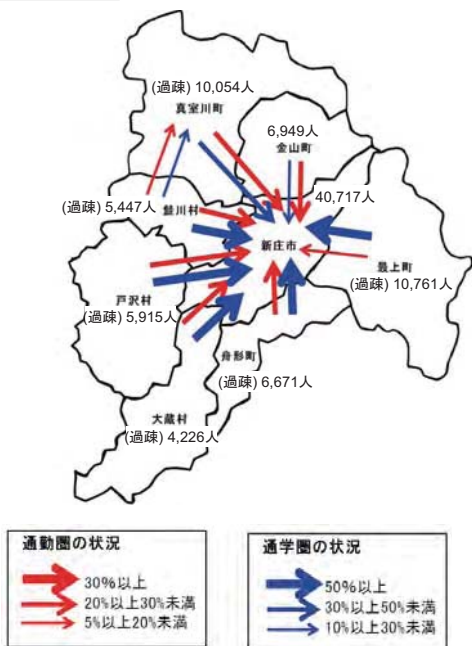 (過疎) 10,054人
真室川町
6,949人
金山町
40,717人
(過疎) 5,447人
鮭川村
新庄市
最上町
(過疎) 10,761人
戸沢村
(過疎) 5,915人
舟形町
(過疎) 6,671人
大蔵村
(過疎) 4,226人
通勤圏の状況
30%以上
20%以上30%未満
5%以上20%未満
通学圏の状況
50%以上
30%以上50%未満
10%以上30%未満